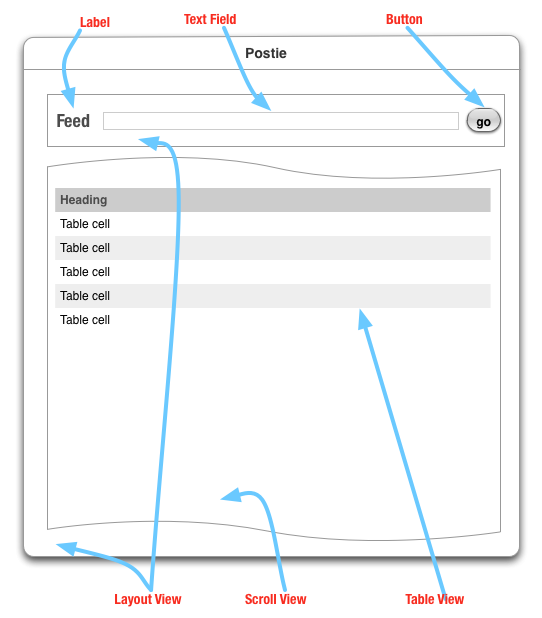 Label
Text Field
Button
Postie
Feed
go
Heading
Table cell
Table cell
Table cell
Table cell
Table cell
Layout View
Scroll View
Table View